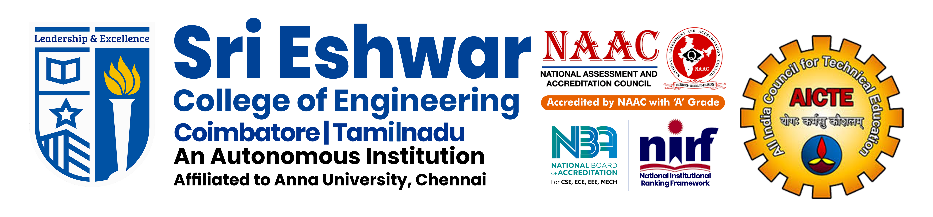 Leadership & Excellence
Sri Eshwar
College of Engineering
Coimbatore | Tamilnadu
An Autonomous Institution
Affiliated to Anna University, Chennai
NAAC
NATIONAL ASSESSMENT AND
ACCREDITATION COUNCIL
NAAC
Accredited by NAAC with 'A' Grade
NBA
NATIONAL BOARD
of ACCREDITATION
For CSE, ECE, EEE, MECH
nirf
National Institutional
Ranking Framework
All India Council for Technical Education
AICTE
योगः कर्मसु कौशलम्